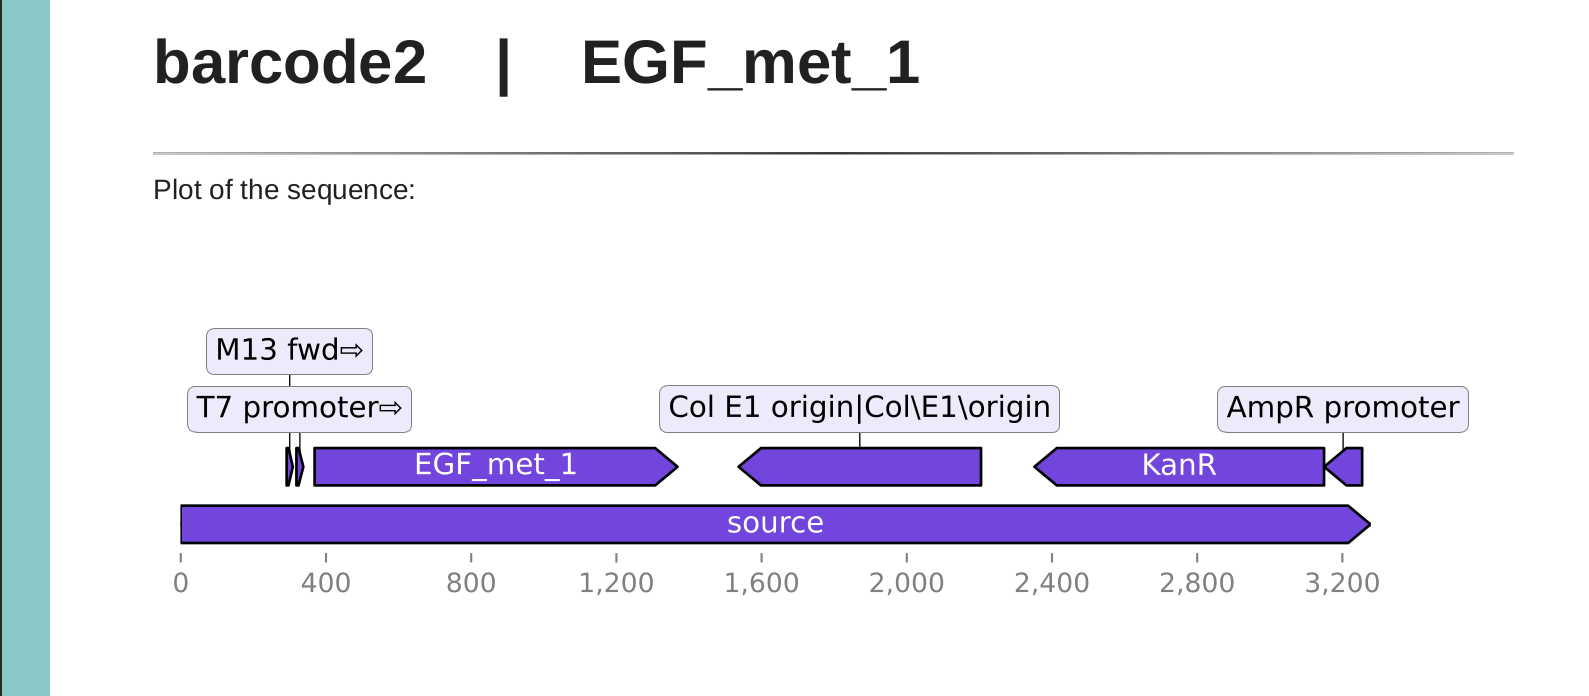 barcode2 | EGF_met_1
Plot of the sequence:
M13 fwd⇨
T7 promoter⇨
Col E1 origin|Col\E1\origin
AmpR promoter
EGF_met_1
KanR
source
0 400 800 1,200 1,600 2,000 2,400 2,800 3,200